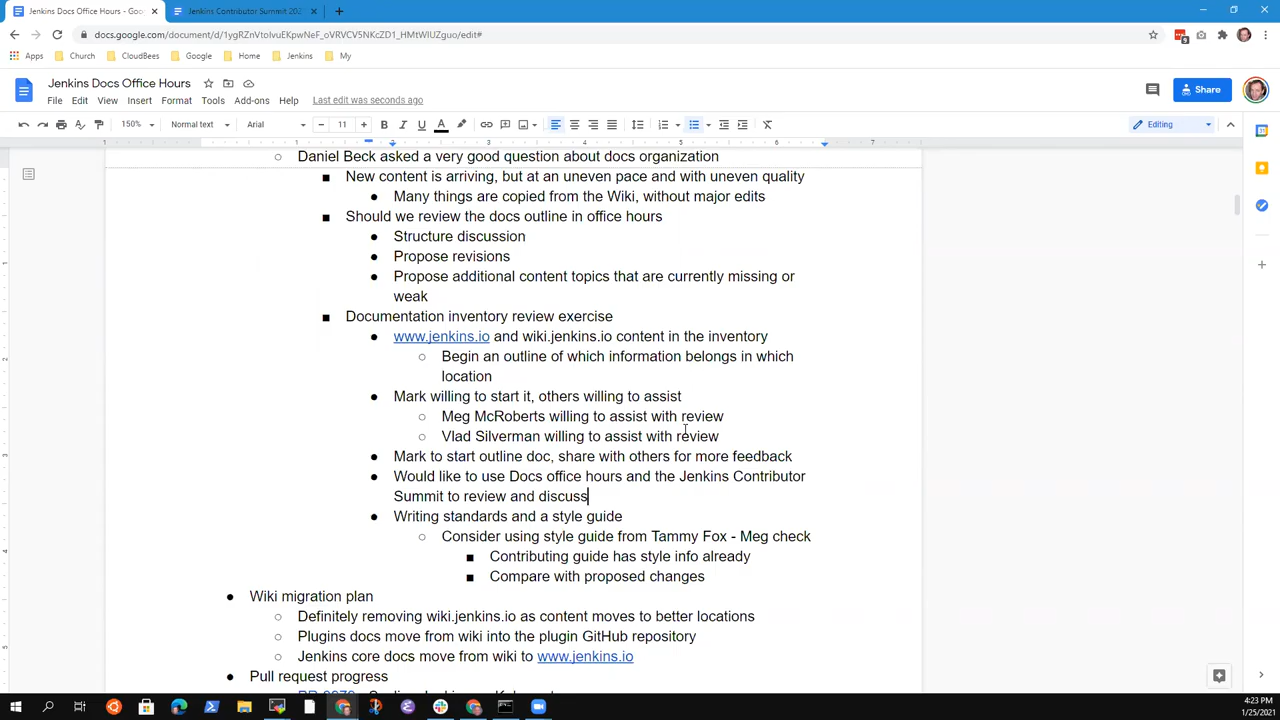 Jenkins Docs Office Hours - Goo
Jenkins Contributor Summit 202
docs.google.com/document/d/1ygRZnVtoIvuEKpwNeF_oVRVCV5NKcZD1_HMtWIUZguo/edit#
Apps Church CloudBees Google Home Jenkins My
Jenkins Docs Office Hours
File Edit View Insert Format Tools Add-ons Help Last edit was seconds ago
Share
150% Normal text Arial 11 Editing
Daniel Beck asked a very good question about docs organization
New content is arriving, but at an uneven pace and with uneven quality
Many things are copied from the Wiki, without major edits
Should we review the docs outline in office hours
Structure discussion
Propose revisions
Propose additional content topics that are currently missing or
weak
Documentation inventory review exercise
www.jenkins.io and wiki.jenkins.io content in the inventory
Begin an outline of which information belongs in which
location
Mark willing to start it, others willing to assist
Meg McRoberts willing to assist with review
Vlad Silverman willing to assist with review
Mark to start outline doc, share with others for more feedback
Would like to use Docs office hours and the Jenkins Contributor
Summit to review and discuss
Writing standards and a style guide
Consider using style guide from Tammy Fox - Meg check
Contributing guide has style info already
Compare with proposed changes
Wiki migration plan
Definitely removing wiki.jenkins.io as content moves to better locations
Plugins docs move from wiki into the plugin GitHub repository
Jenkins core docs move from wiki to www.jenkins.io
Pull request progress
4:23 PM
1/25/2021